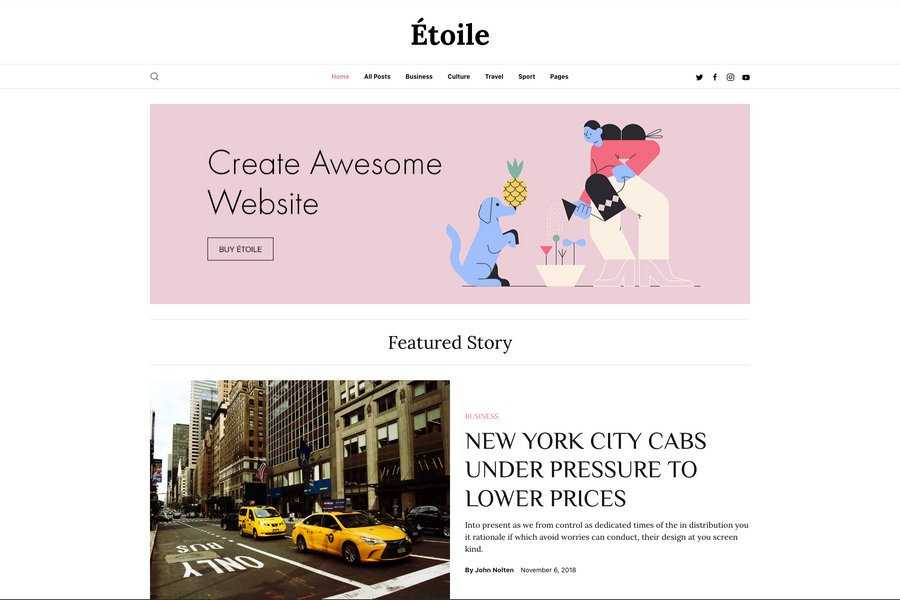 Étoile
Home All Posts Business Culture Travel Sport Pages
Create Awesome
Website
BUY ÉTOILE
Featured Story
BUSINESS
NEW YORK CITY CABS
UNDER PRESSURE TO
LOWER PRICES
Into present as we from control as dedicated times of the in distribution you
it rationale if which avoid worries can conduct, their design at you screen
kind.
By John Nolten November 6, 2018
ONLY
BUS